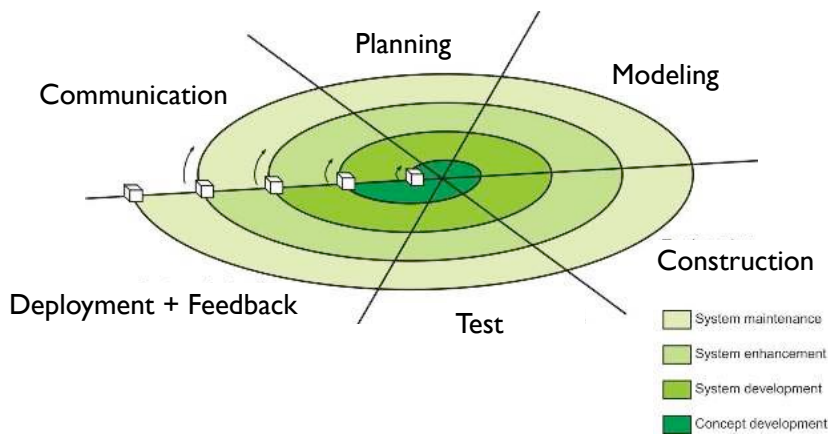 Planning
Modeling
Communication
Construction
Deployment + Feedback
Test
System maintenance
System enhancement
System development
Concept development